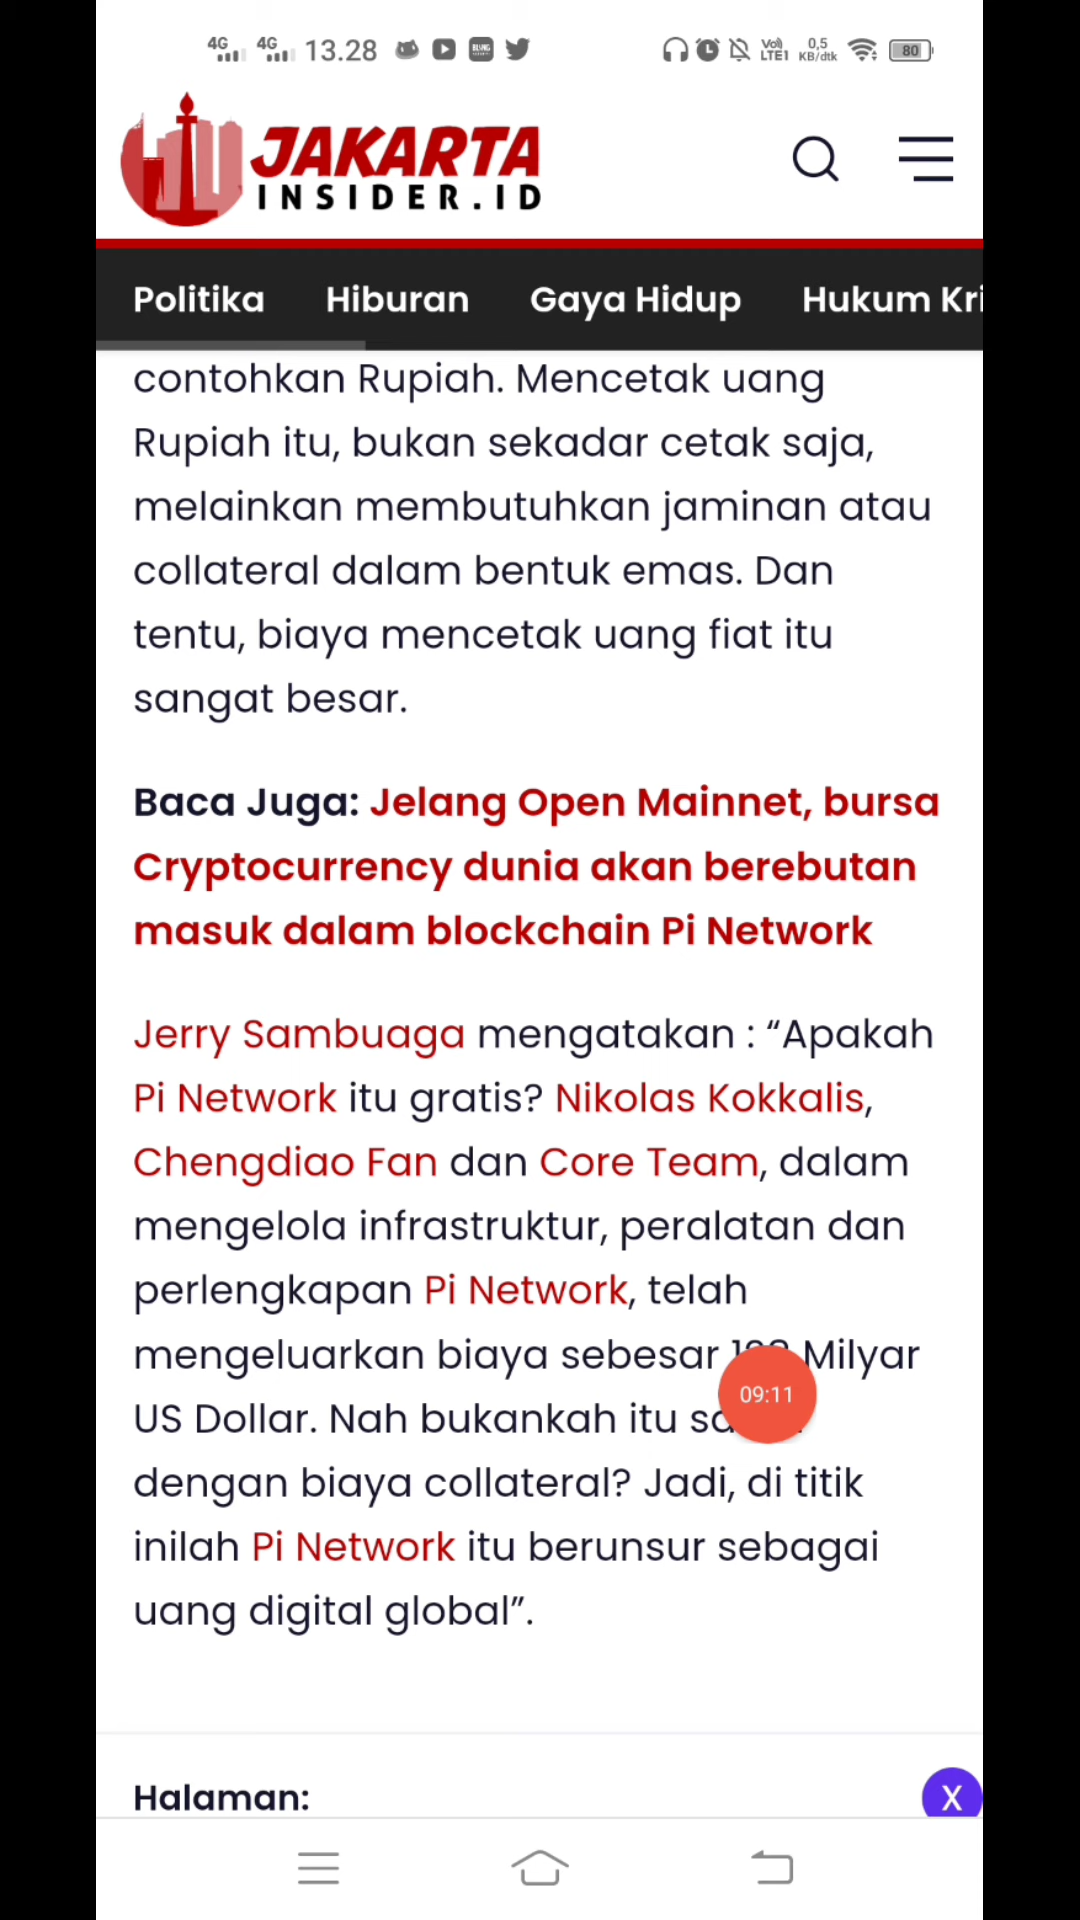 4G 4G 13.28 Vo) LTE1 0,5 KB/dtk 80
JAKARTA
INSIDER.ID
Politika Hiburan Gaya Hidup Hukum Kri
contohkan Rupiah. Mencetak uang
Rupiah itu, bukan sekadar cetak saja,
melainkan membutuhkan jaminan atau
collateral dalam bentuk emas. Dan
tentu, biaya mencetak uang fiat itu
sangat besar.
Baca Juga: Jelang Open Mainnet, bursa
Cryptocurrency dunia akan berebutan
masuk dalam blockchain Pi Network
Jerry Sambuaga mengatakan : “Apakah
Pi Network itu gratis? Nikolas Kokkalis,
Chengdiao Fan dan Core Team, dalam
mengelola infrastruktur, peralatan dan
perlengkapan Pi Network, telah
mengeluarkan biaya sebesar Milyar
09:11
US Dollar. Nah bukankah itu
dengan biaya collateral? Jadi, di titik
inilah Pi Network itu berunsur sebagai
uang digital global”.
Halaman:
X